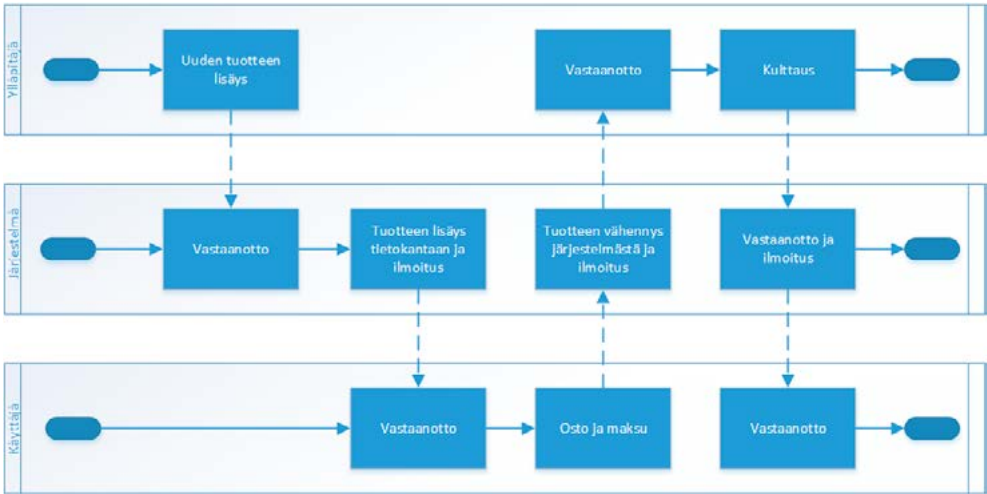 Ylläpitäjä
Uuden tuotteen
lisäys
Vastaanotto
Kulttaus
Järjestelmä
Vastaanotto
Tuotteen lisäys
tietokantaan ja
ilmoitus
Tuotteen vähennys
järjestelmästä ja
ilmoitus
Vastaanotto ja
ilmoitus
Käyttäjä
Vastaanotto
Osto ja maksu
Vastaanotto